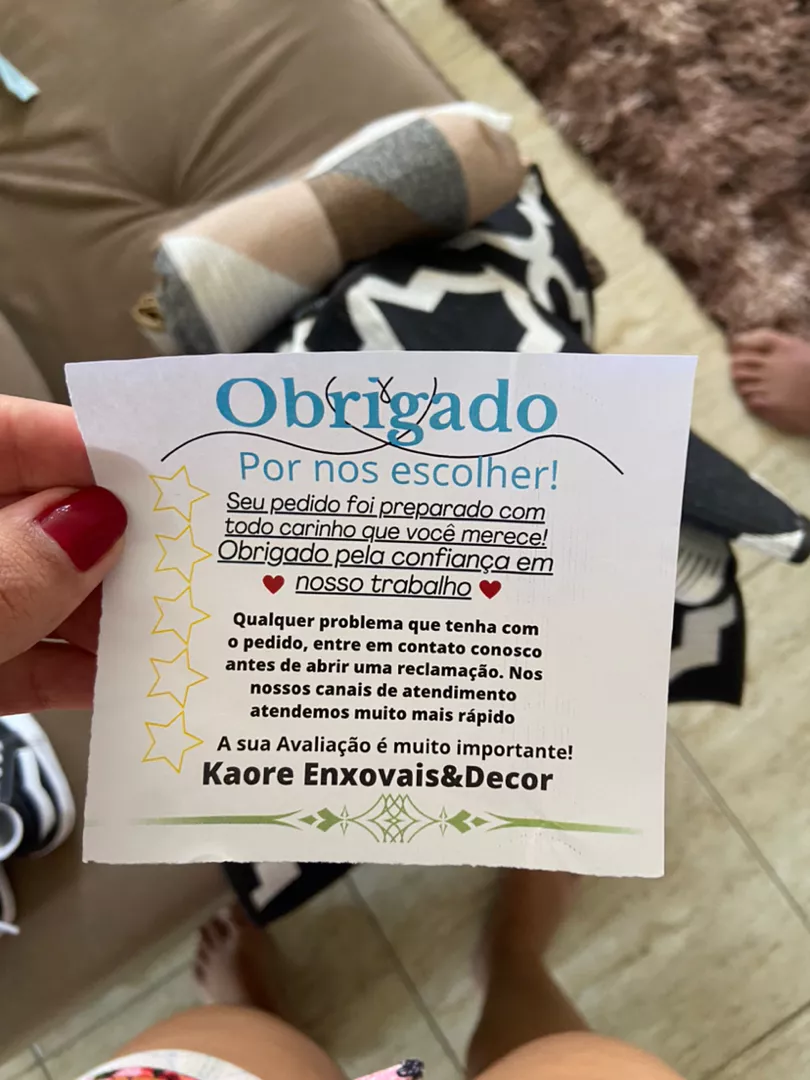 Obrigado
Por nos escolher!
Seu pedido foi preparado com
todo carinho que você merece!
Obrigado pela confiança em
nosso trabalho
Qualquer problema que tenha com
o pedido, entre em contato conosco
antes de abrir uma reclamação. Nos
nossos canais de atendimento
atendemos muito mais rápido
A sua Avaliação é muito importante!
Kaore Enxovais&Decor